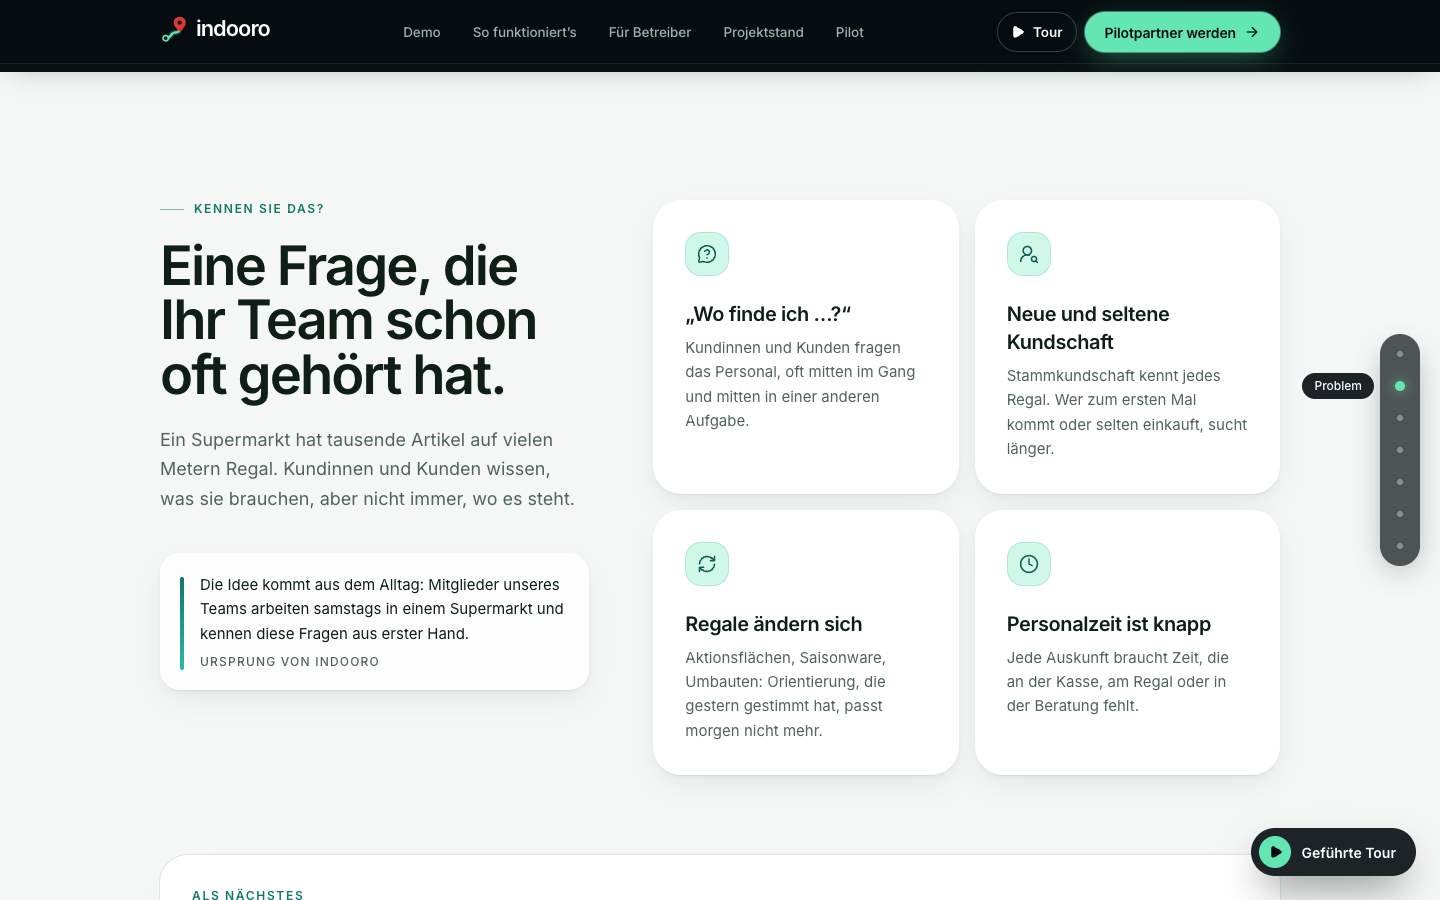 indooro
Demo
So funktioniert’s
Für Betreiber
Projektstand
Pilot
Tour
Pilotpartner werden
KENNEN SIE DAS?
Eine Frage, die
Ihr Team schon
oft gehört hat.
Ein Supermarkt hat tausende Artikel auf vielen
Metern Regal. Kundinnen und Kunden wissen,
was sie brauchen, aber nicht immer, wo es steht.
Die Idee kommt aus dem Alltag: Mitglieder unseres
Teams arbeiten samstags in einem Supermarkt und
kennen diese Fragen aus erster Hand.
URSPRUNG VON INDOORO
„Wo finde ich …?“
Kundinnen und Kunden fragen
das Personal, oft mitten im Gang
und mitten in einer anderen
Aufgabe.
Neue und seltene
Kundschaft
Stammkundschaft kennt jedes
Regal. Wer zum ersten Mal
kommt oder selten einkauft, sucht
länger.
Regale ändern sich
Aktionsflächen, Saisonware,
Umbauten: Orientierung, die
gestern gestimmt hat, passt
morgen nicht mehr.
Personalzeit ist knapp
Jede Auskunft braucht Zeit, die
an der Kasse, am Regal oder in
der Beratung fehlt.
Problem
ALS NÄCHSTES
Geführte Tour